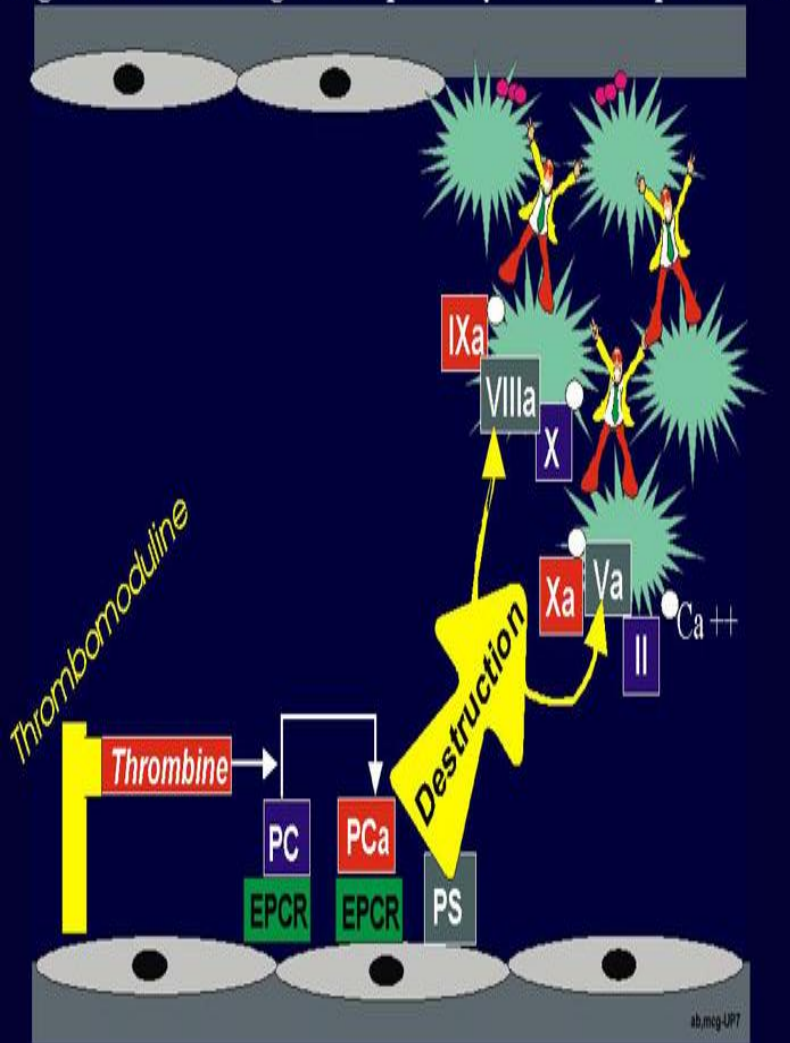 IXa
VIIIa
X
Xa
Va
II
Ca ++
Thrombomoduline
Thrombine
Destruction
PC
PCa
EPCR
EPCR
PS
ab,mcg-UP7